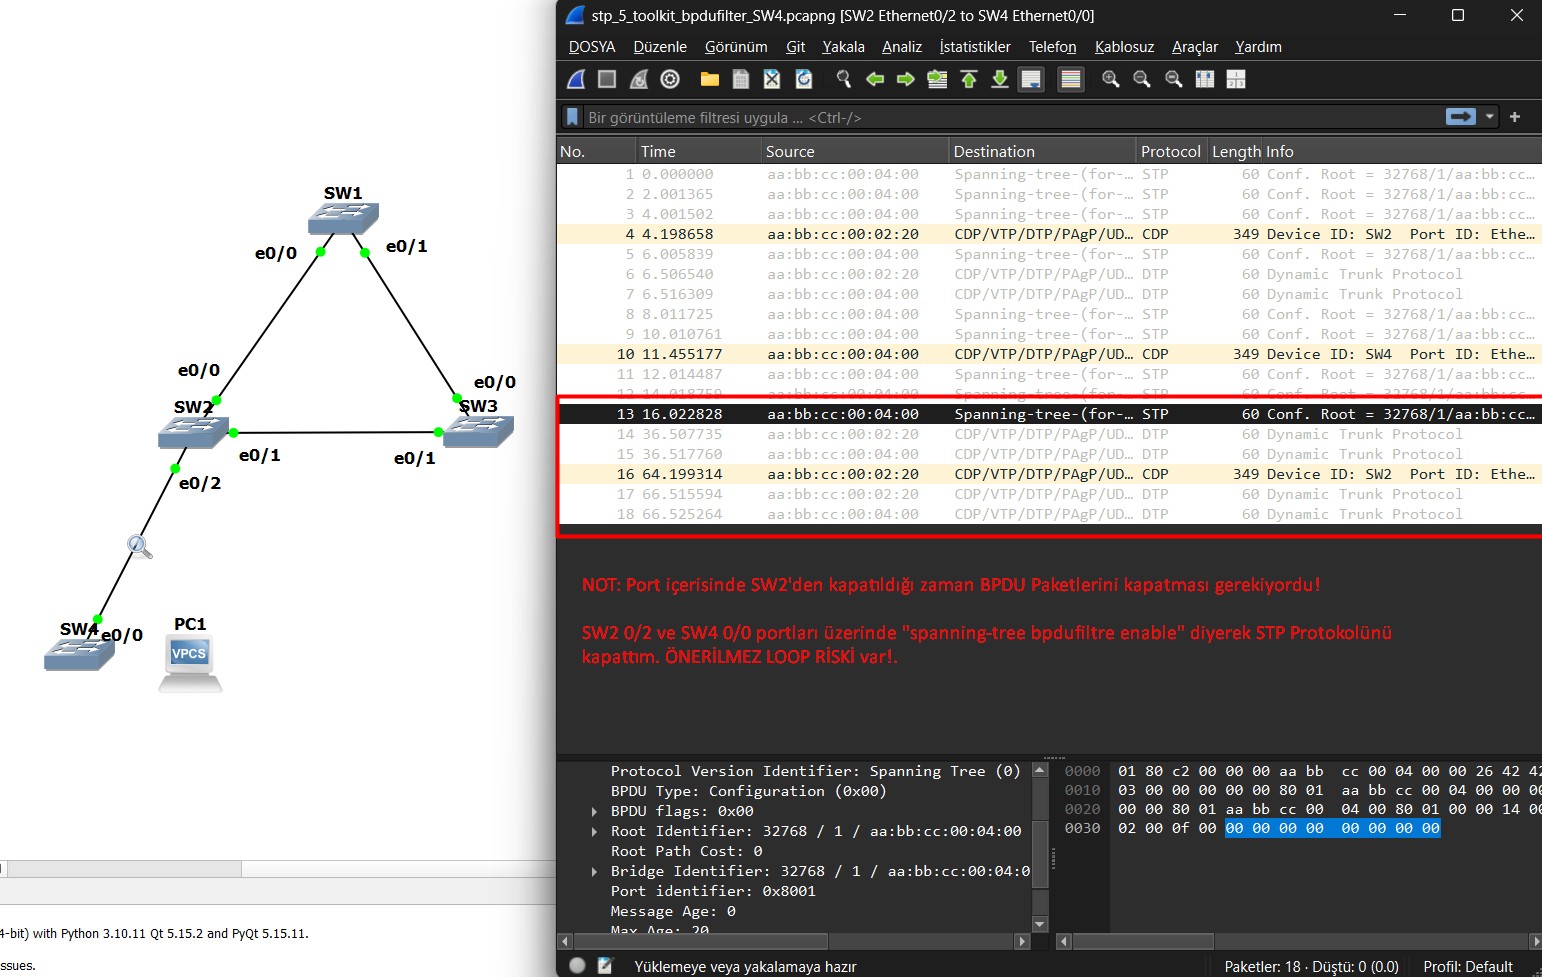 SW1
e0/0
e0/1
e0/0
SW2
e0/1
e0/2
e0/0
SW3
e0/1
SW4
e0/0
PC1
VPCS
4-bit) with Python 3.10.11 Qt 5.15.2 and PyQt 5.15.11.
ssues.
stp_5_toolkit_bpdufilter_SW4.pcapng [SW2 Ethernet0/2 to SW4 Ethernet0/0]
DOSYA Düzenle Görünüm Git Yakala Analiz İstatistikler Telefon Kablosuz Araçlar Yardım
Bir görüntüleme filtresi uygula ... <Ctrl-/>
No. Time Source Destination Protocol Length Info
1 0.000000 aa:bb:cc:00:04:00 Spanning-tree-(for-… STP 60 Conf. Root = 32768/1/aa:bb:cc…
2 2.001365 aa:bb:cc:00:04:00 Spanning-tree-(for-… STP 60 Conf. Root = 32768/1/aa:bb:cc…
3 4.001502 aa:bb:cc:00:04:00 Spanning-tree-(for-… STP 60 Conf. Root = 32768/1/aa:bb:cc…
4 4.198658 aa:bb:cc:00:02:20 CDP/VTP/DTP/PAgP/UD… CDP 349 Device ID: SW2 Port ID: Ethe…
5 6.005839 aa:bb:cc:00:04:00 Spanning-tree-(for-… STP 60 Conf. Root = 32768/1/aa:bb:cc…
6 6.506540 aa:bb:cc:00:02:20 CDP/VTP/DTP/PAgP/UD… DTP 60 Dynamic Trunk Protocol
7 6.516309 aa:bb:cc:00:04:00 CDP/VTP/DTP/PAgP/UD… DTP 60 Dynamic Trunk Protocol
8 8.011725 aa:bb:cc:00:04:00 Spanning-tree-(for-… STP 60 Conf. Root = 32768/1/aa:bb:cc…
9 10.010761 aa:bb:cc:00:04:00 Spanning-tree-(for-… STP 60 Conf. Root = 32768/1/aa:bb:cc…
10 11.455177 aa:bb:cc:00:04:00 CDP/VTP/DTP/PAgP/UD… CDP 349 Device ID: SW4 Port ID: Ethe…
11 12.014487 aa:bb:cc:00:04:00 Spanning-tree-(for-… STP 60 Conf. Root = 32768/1/aa:bb:cc…
12 14.018759 aa:bb:cc:00:04:00 Spanning-tree-(for-… STP 60 Conf. Root = 32768/1/aa:bb:cc…
13 16.022828 aa:bb:cc:00:04:00 Spanning-tree-(for-… STP 60 Conf. Root = 32768/1/aa:bb:cc…
14 36.507735 aa:bb:cc:00:02:20 CDP/VTP/DTP/PAgP/UD… DTP 60 Dynamic Trunk Protocol
15 36.517760 aa:bb:cc:00:04:00 CDP/VTP/DTP/PAgP/UD… DTP 60 Dynamic Trunk Protocol
16 64.199314 aa:bb:cc:00:02:20 CDP/VTP/DTP/PAgP/UD… CDP 349 Device ID: SW2 Port ID: Ethe…
17 66.515594 aa:bb:cc:00:02:20 CDP/VTP/DTP/PAgP/UD… DTP 60 Dynamic Trunk Protocol
18 66.525264 aa:bb:cc:00:04:00 CDP/VTP/DTP/PAgP/UD… DTP 60 Dynamic Trunk Protocol
NOT: Port içerisinde SW2'den kapatıldığı zaman BPDU Paketlerini kapatması gerekiyordu!
SW2 0/2 ve SW4 0/0 portları üzerinde "spanning-tree bpdufiltre enable" diyerek STP Protokolünü
kapattım. ÖNERİLMEZ LOOP RİSKİ var!.
Protocol Version Identifier: Spanning Tree (0)
BPDU Type: Configuration (0x00)
BPDU flags: 0x00
Root Identifier: 32768 / 1 / aa:bb:cc:00:04:00
Root Path Cost: 0
Bridge Identifier: 32768 / 1 / aa:bb:cc:00:04:0
Port identifier: 0x8001
Message Age: 0
Max Age: 20
0000 01 80 c2 00 00 00 aa bb cc 00 04 00 00 26 42 42
0010 03 00 00 00 00 00 80 01 aa bb cc 00 04 00 00 00
0020 00 00 80 01 aa bb cc 00 04 00 80 01 00 00 14 00
0030 02 00 0f 00 00 00 00 00 00 00 00 00
Yüklemeye veya yakalamaya hazır
Paketler: 18 · Düştü: 0 (0.0)
Profil: Default